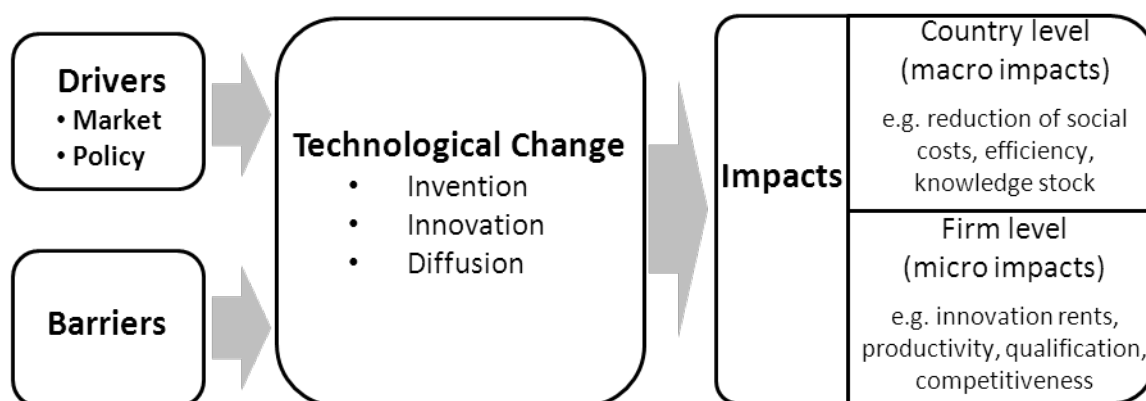 Drivers
• Market
• Policy
Barriers
Technological Change
• Invention
• Innovation
• Diffusion
Impacts
Country level
(macro impacts)
e.g. reduction of social
costs, efficiency,
knowledge stock
Firm level
(micro impacts)
e.g. innovation rents,
productivity, qualification,
competitiveness